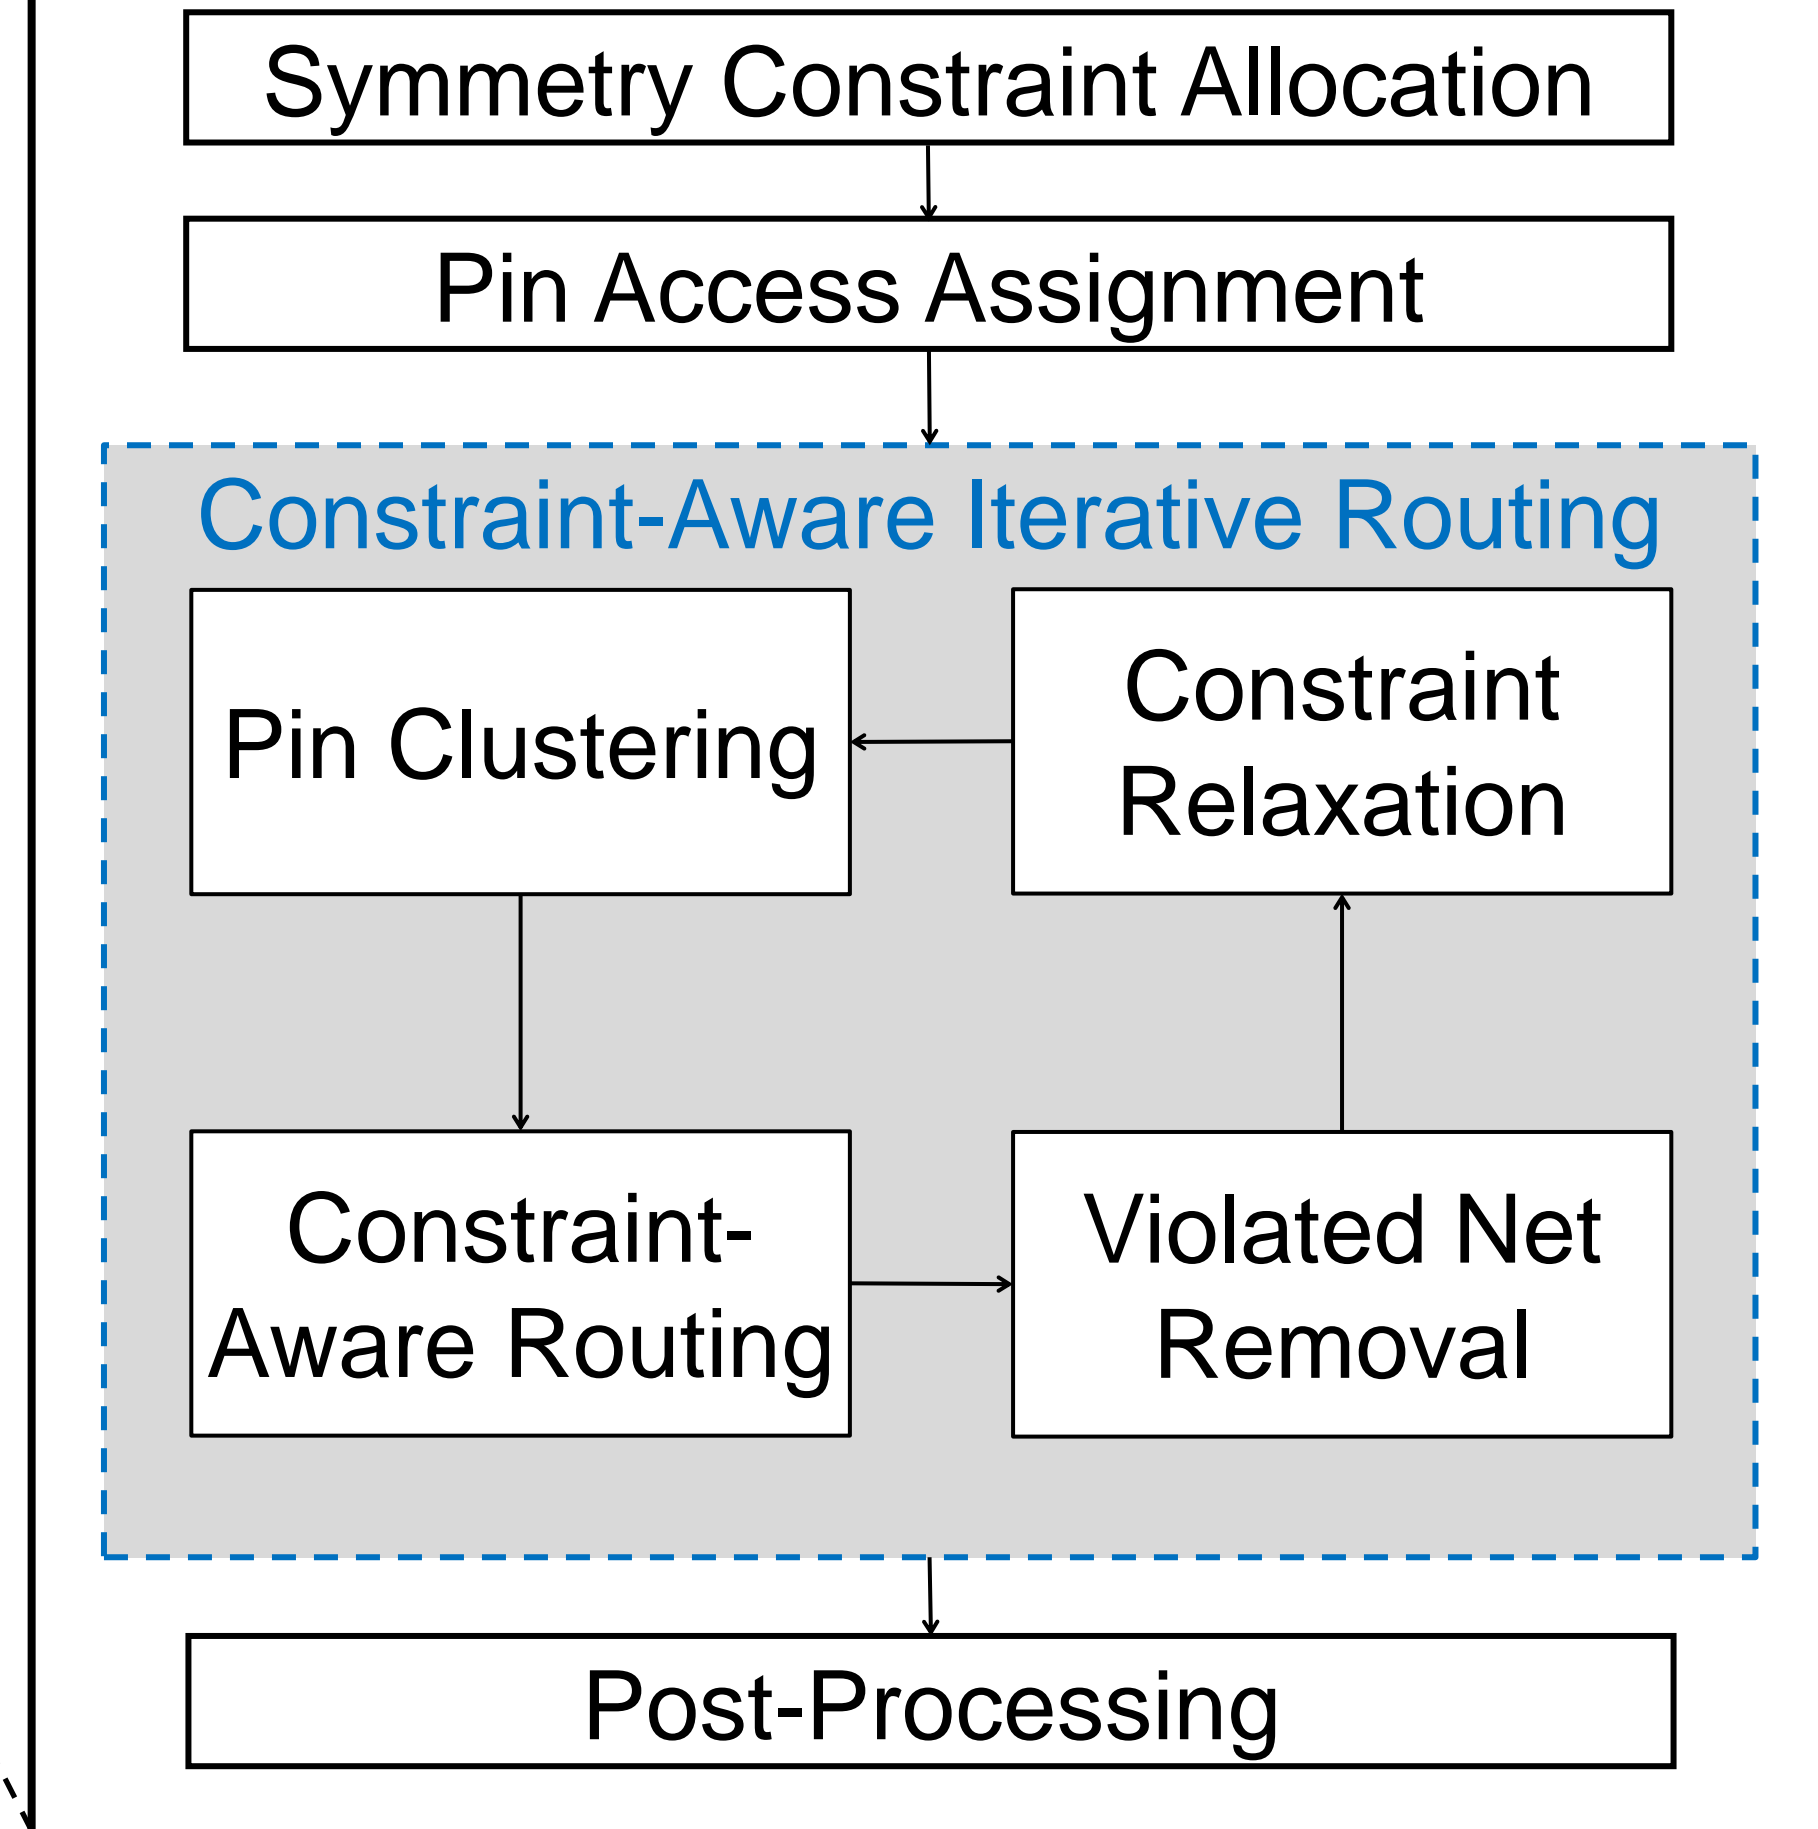 Symmetry Constraint Allocation
Pin Access Assignment
Constraint-Aware Iterative Routing
Pin Clustering
Constraint
Relaxation
Constraint-
Aware Routing
Violated Net
Removal
Post-Processing